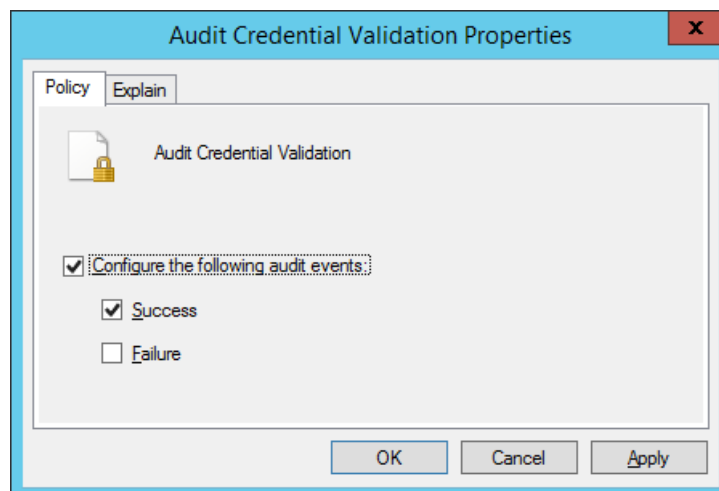 Audit Credential Validation Properties
x
Policy
Explain
Audit Credential Validation
Configure the following audit events:
Success
Failure
OK
Cancel
Apply